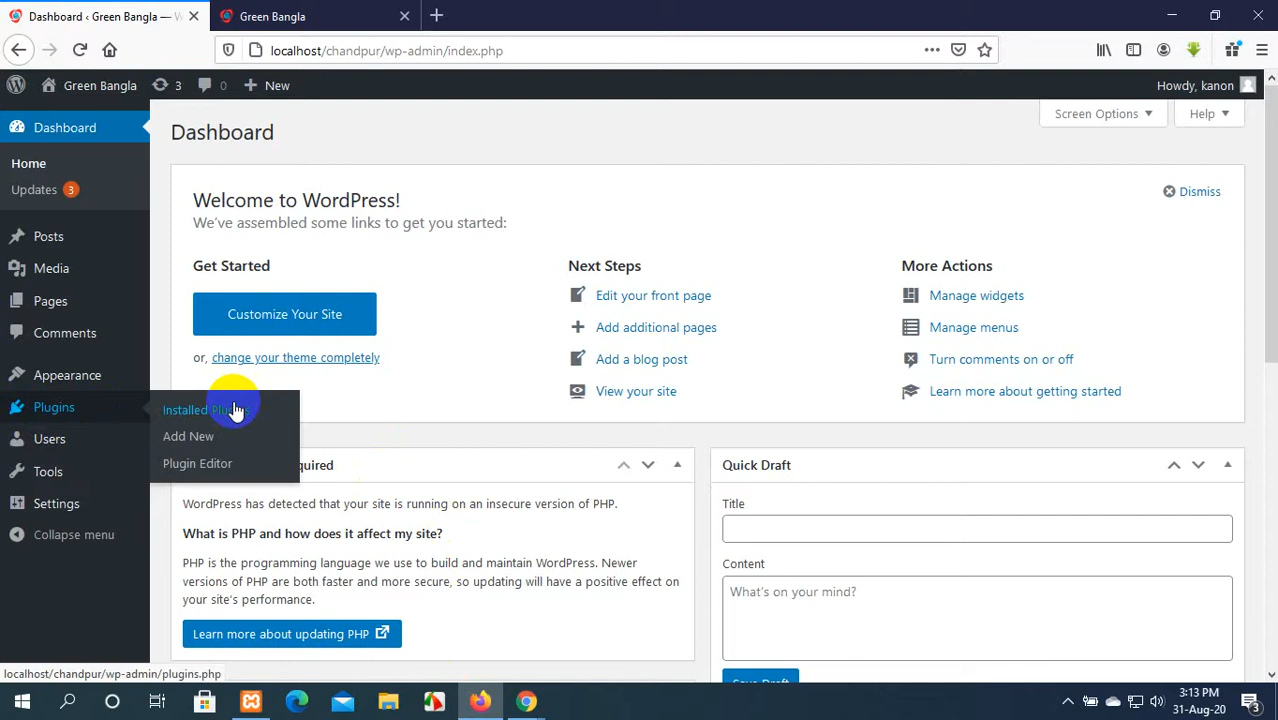 Dashboard ‹ Green Bangla — W
Green Bangla
localhost/chandpur/wp-admin/index.php
Green Bangla
3
0
New
Howdy, kanon
Dashboard
Home
Updates 3
Posts
Media
Pages
Comments
Appearance
Plugins
Users
Tools
Settings
Collapse menu
Installed
Add New
Plugin Editor
Screen Options
Help
Dashboard
Welcome to WordPress!
We've assembled some links to get you started:
Dismiss
Get Started
Customize Your Site
or, change your theme completely
Next Steps
Edit your front page
Add additional pages
Add a blog post
View your site
More Actions
Manage widgets
Manage menus
Turn comments on or off
Learn more about getting started
WordPress has detected that your site is running on an insecure version of PHP.
What is PHP and how does it affect my site?
PHP is the programming language we use to build and maintain WordPress. Newer
versions of PHP are both faster and more secure, so updating will have a positive effect on
your site's performance.
Learn more about updating PHP
Quick Draft
Title
Content
What's on your mind?
Save Draft
localhost/chandpur/wp-admin/plugins.php
3:13 PM
31-Aug-20
3